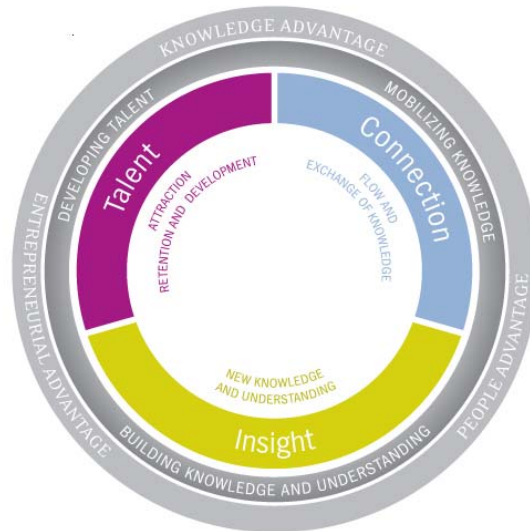 KNOWLEDGE ADVANTAGE
ENTREPRENEURIAL ADVANTAGE
PEOPLE ADVANTAGE
DEVELOPING TALENT
MOBILIZING KNOWLEDGE
BUILDING KNOWLEDGE AND UNDERSTANDING
Talent
Connection
Insight
ATTRACTION
RETENTION AND DEVELOPMENT
FLOW AND
EXCHANGE OF KNOWLEDGE
NEW KNOWLEDGE
AND UNDERSTANDING